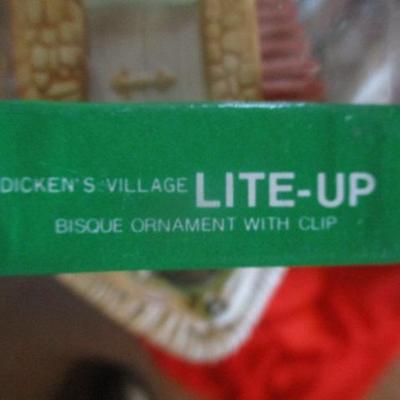 DICKEN'S VILLAGE LITE-UP
BISQUE ORNAMENT WITH CLIP